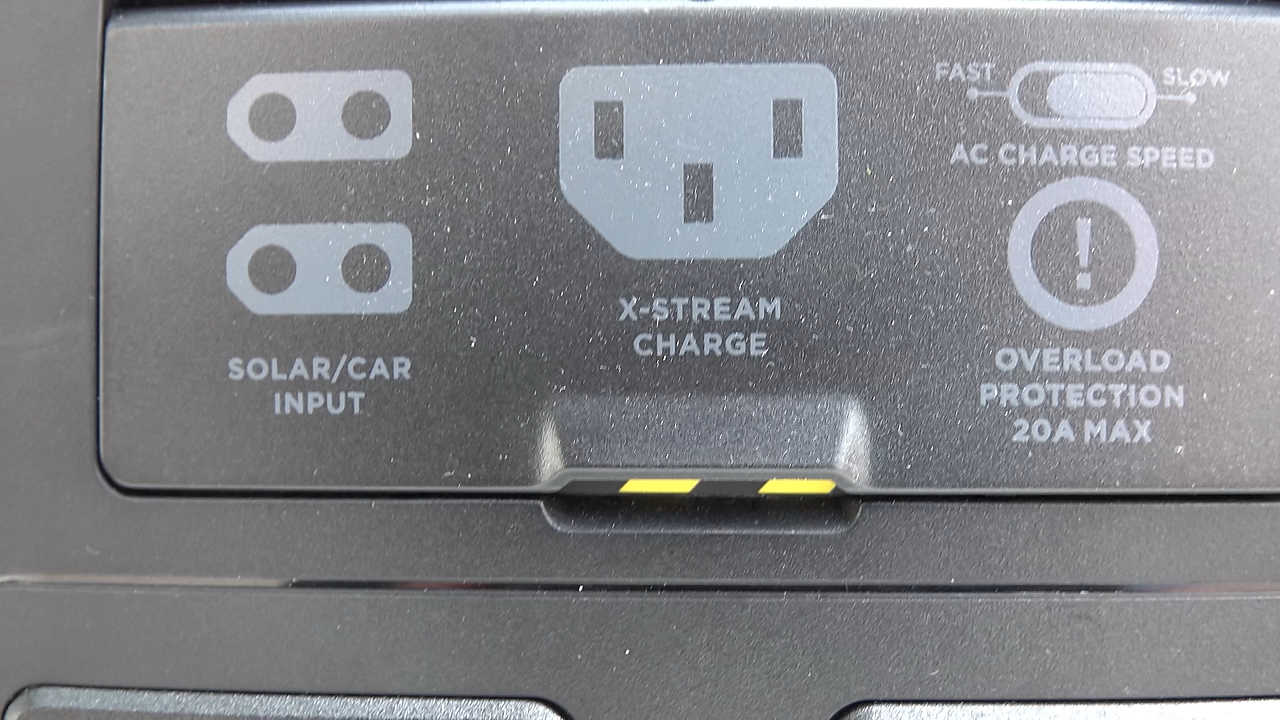 SOLAR/CAR
INPUT
X-STREAM
CHARGE
FAST
SLOW
AC CHARGE SPEED
!
OVERLOAD
PROTECTION
20A MAX